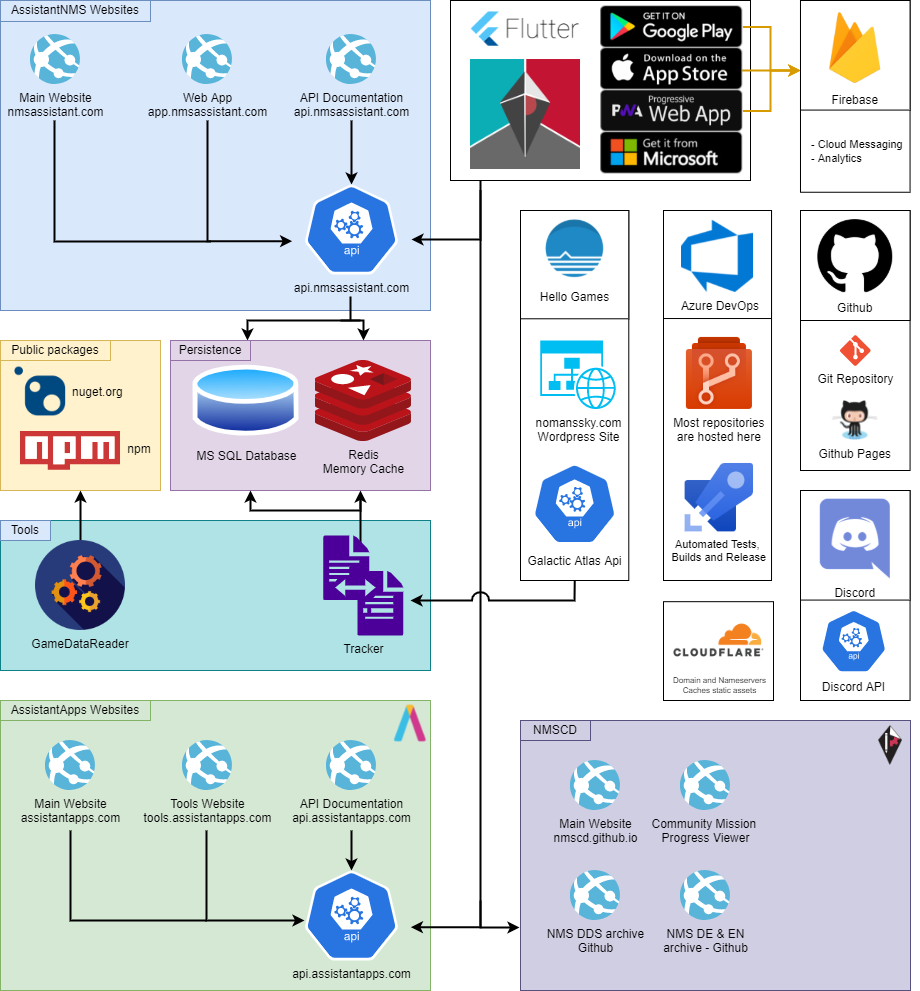 AssistantNMS Websites
Main Website
nmsassistant.com
Web App
app.nmsassistant.com
API Documentation
api.nmsassistant.com
api
api.nmsassistant.com
Flutter
GET IT ON
Google Play
Download on the
App Store
PWA
Progressive
Web App
Get it from
Microsoft
Firebase
- Cloud Messaging
- Analytics
Hello Games
nomanssky.com
Wordpress Site
api
Galactic Atlas Api
Azure DevOps
Most repositories
are hosted here
Automated Tests,
Builds and Release
Github
Git Repository
Github Pages
Public packages
nuget.org
npm
npm
Persistence
MS SQL Database
Redis
Memory Cache
Tools
GameDataReader
Tracker
Discord
api
Discord API
CLOUDFLARE
Domain and Nameservers
Caches static assets
AssistantApps Websites
Main Website
assistantapps.com
Tools Website
tools.assistantapps.com
API Documentation
api.assistantapps.com
api
api.assistantapps.com
NMSCD
Main Website
nmscd.github.io
Community Mission
Progress Viewer
NMS DDS archive
Github
NMS DE & EN
archive - Github